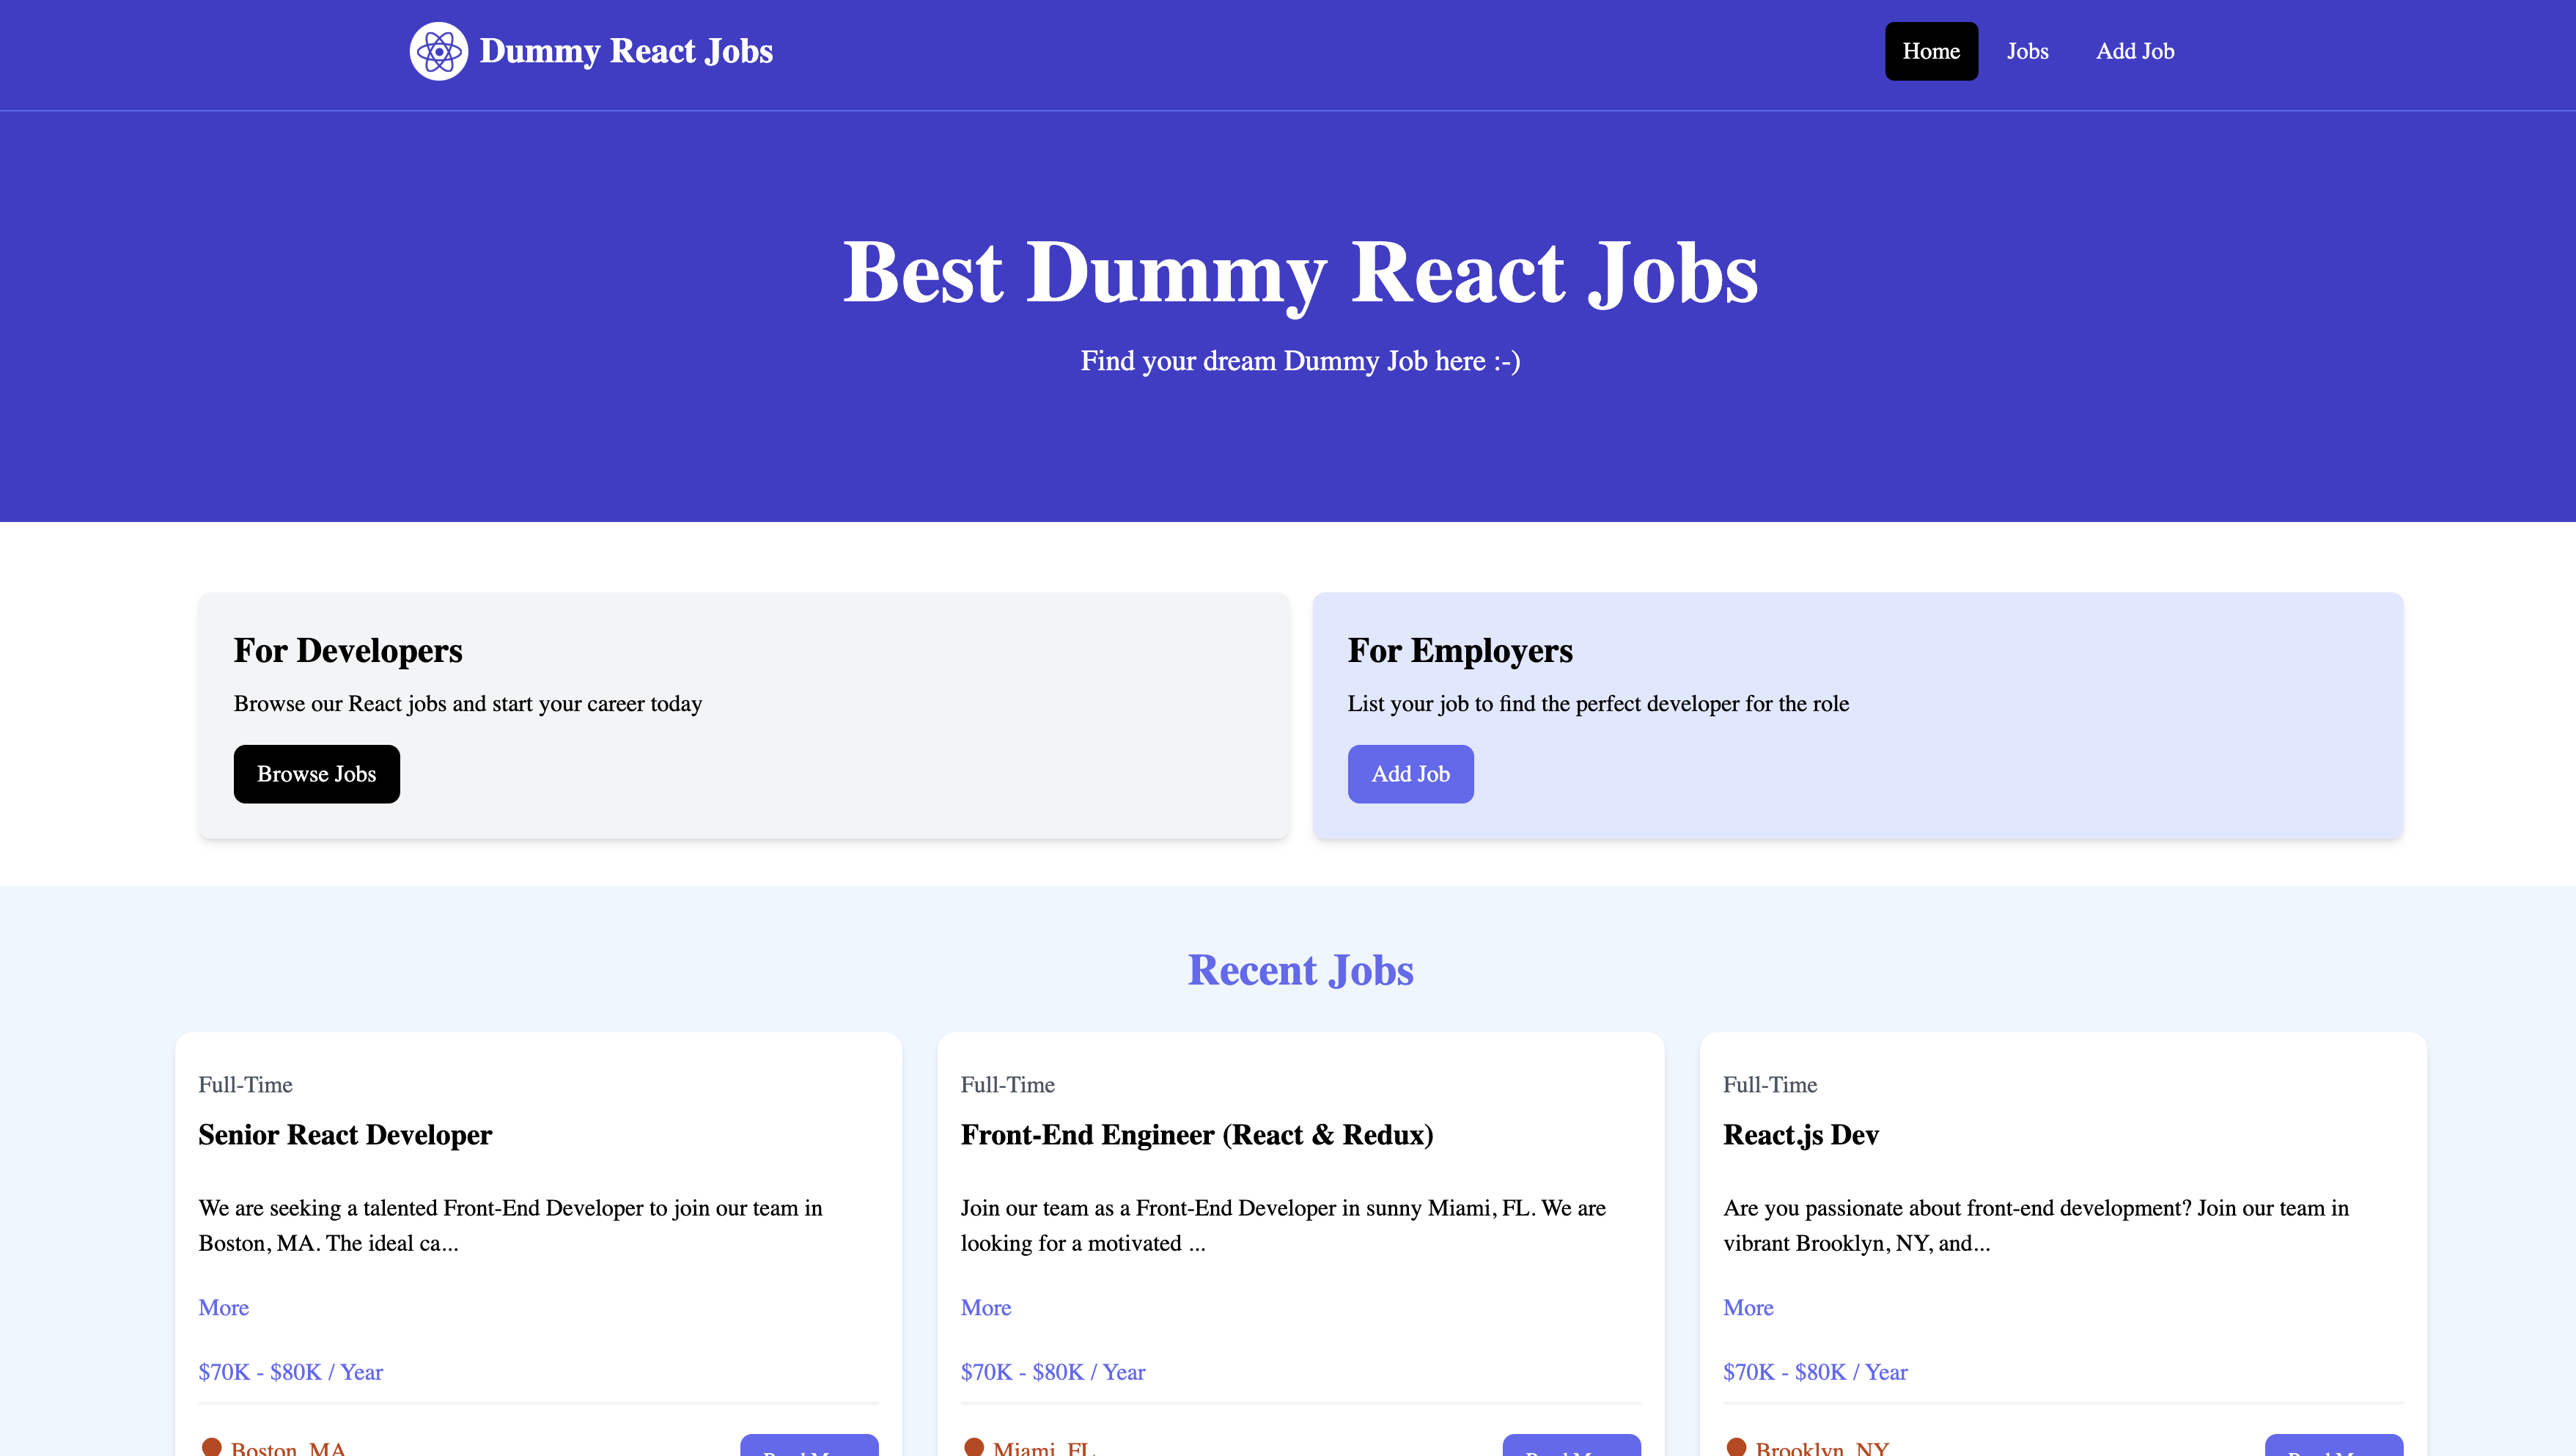 Dummy React Jobs
Home
Jobs
Add Job
Best Dummy React Jobs
Find your dream Dummy Job here :-)
For Developers
Browse our React jobs and start your career today
Browse Jobs
For Employers
List your job to find the perfect developer for the role
Add Job
Recent Jobs
Full-Time
Senior React Developer
We are seeking a talented Front-End Developer to join our team in
Boston, MA. The ideal ca...
More
$70K - $80K / Year
Boston, MA
Full-Time
Front-End Engineer (React & Redux)
Join our team as a Front-End Developer in sunny Miami, FL. We are
looking for a motivated ...
More
$70K - $80K / Year
Miami, FL
Full-Time
React.js Dev
Are you passionate about front-end development? Join our team in
vibrant Brooklyn, NY, and...
More
$70K - $80K / Year
Brooklyn, NY